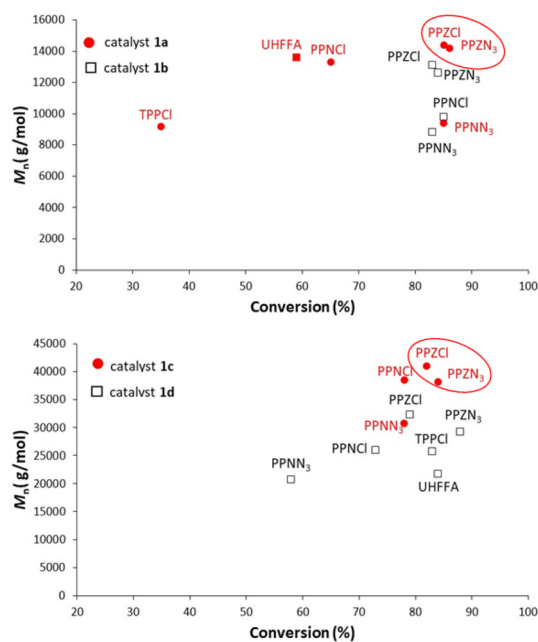 16000
14000
12000
10000
8000
6000
4000
2000
0
M_n( g/mol)
catalyst 1a
catalyst 1b
TPPCl
UHFFA
PPNCl
PPZCl
PPZN₃
PPZCl
PPZN₃
PPNCl
PPNN₃
PPNN₃
30 40 50 60 70 80 90 100
Conversion (%)
45000
40000
35000
30000
25000
20000
15000
10000
5000
0
M_n( g/mol)
catalyst 1c
catalyst 1d
PPZCl
PPNCl
PPZN₃
PPZCl
PPNN₃
PPZN₃
PPNCl
TPPCl
PPNN₃
UHFFA
20 30 40 50 60 70 80 90 100
Conversion (%)